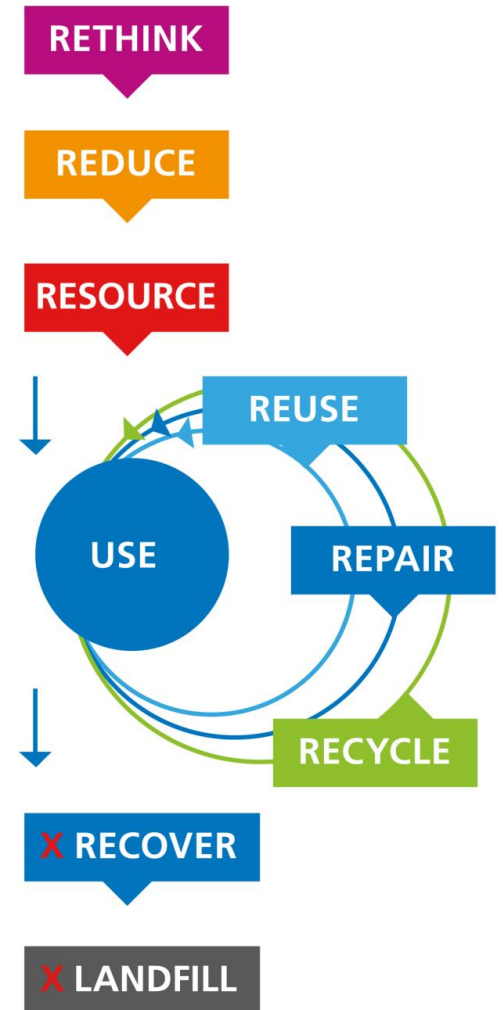 RETHINK
REDUCE
RESOURCE
REUSE
USE
REPAIR
RECYCLE
X RECOVER
X LANDFILL